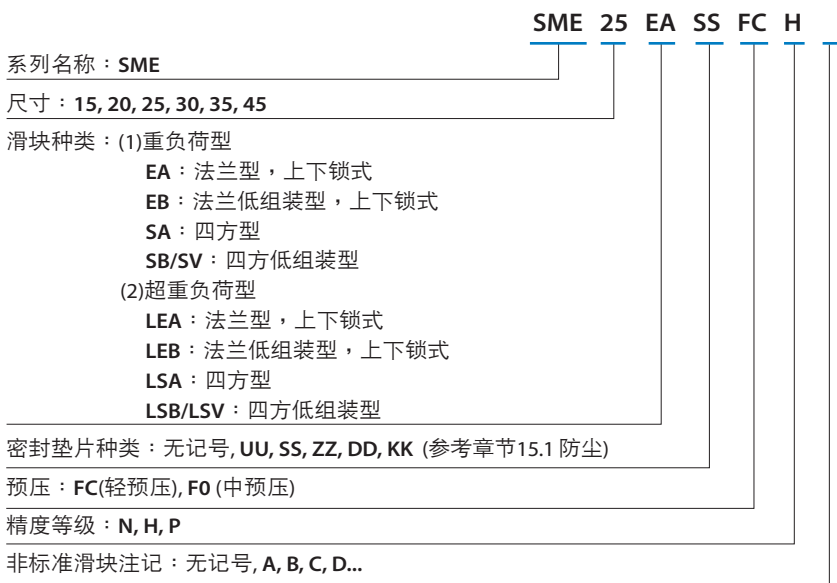 SME 25 EA SS FC H
系列名称：SME
尺寸：15, 20, 25, 30, 35, 45
滑块种类：(1)重负荷型
EA：法兰型，上下锁式
EB：法兰低组装型，上下锁式
SA：四方型
SB/SV：四方低组装型
(2)超重负荷型
LEA：法兰型，上下锁式
LEB：法兰低组装型，上下锁式
LSA：四方型
LSB/LSV：四方低组装型
密封垫片种类：无记号, UU, SS, ZZ, DD, KK (参考章节15.1 防尘)
预压：FC(轻预压), F0 (中预压)
精度等级：N, H, P
非标准滑块注记：无记号, A, B, C, D...